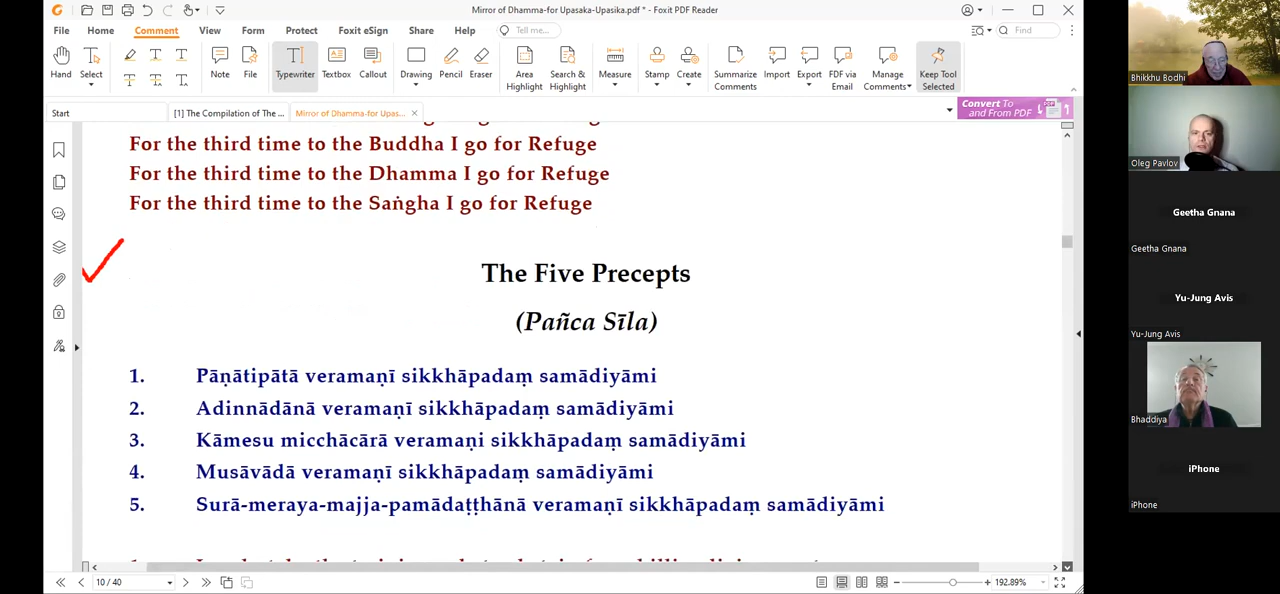 Mirror of Dhamma-for Upasaka-Upasika.pdf * - Foxit PDF Reader
File Home Comment View Form Protect Foxit eSign Share Help Tell me... Find
Hand Select Note File Typewriter Textbox Callout Drawing Pencil Eraser Area Highlight Search & Highlight Measure Stamp Create Summarize Comments Import Export FDF via Email Manage Comments Keep Tool Selected
Start [1] The Compilation of The ... Mirror of Dhamma-for Upas...
Convert To and From PDF
For the third time to the Buddha I go for Refuge
For the third time to the Dhamma I go for Refuge
For the third time to the Saṅgha I go for Refuge
The Five Precepts
(Pañca Sīla)
1. Pāṇātipātā veramaṇī sikkhāpadaṃ samādiyāmi
2. Adinnādānā veramaṇī sikkhāpadaṃ samādiyāmi
3. Kāmesu micchācārā veramaṇi sikkhāpadaṃ samādiyāmi
4. Musāvādā veramaṇī sikkhāpadaṃ samādiyāmi
5. Surā-meraya-majja-pamādaṭṭhānā veramaṇī sikkhāpadaṃ samādiyāmi
10 / 40
192.89%
Bhikkhu Bodhi
Oleg Pavlov
Geetha Gnana
Geetha Gnana
Yu-Jung Avis
Yu-Jung Avis
Bhaddiya
iPhone
iPhone